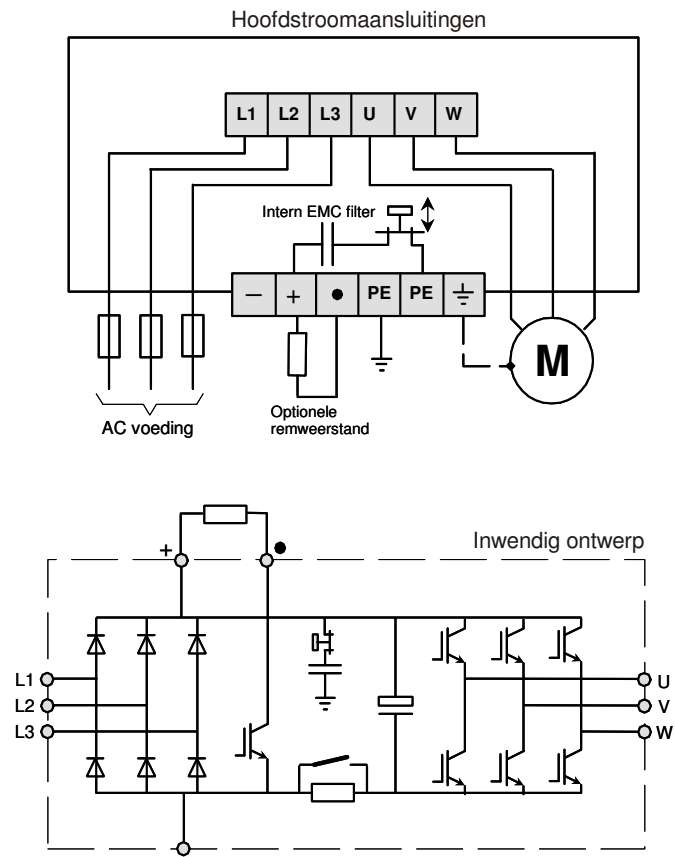 Hoofdstroomaansluitingen
L1 L2 L3 U V W
Intern EMC filter
− + ● PE PE
M
Optionele
remweerstand
AC voeding
Inwendig ontwerp
+ ●
L1
L2
L3
U
V
W